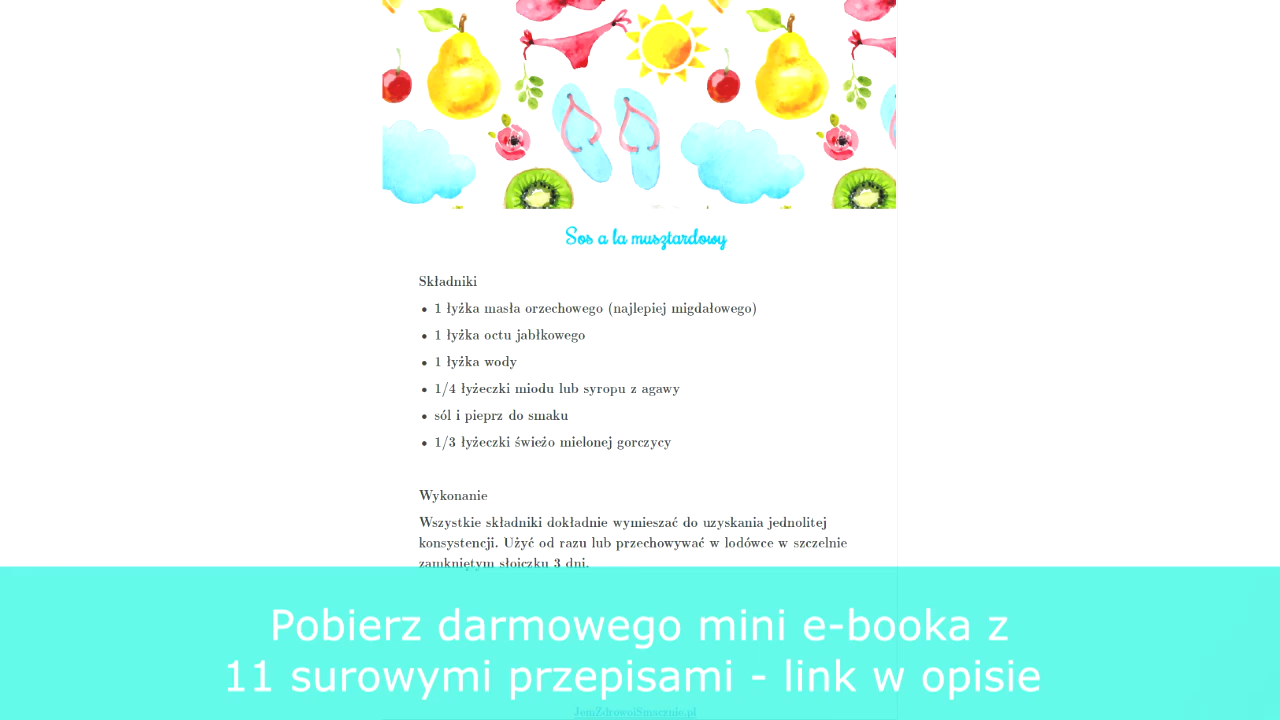 Sos a la musztardowy
Składniki
• 1 łyżka masła orzechowego (najlepiej migdałowego)
• 1 łyżka octu jabłkowego
• 1 łyżka wody
• 1/4 łyżeczki miodu lub syropu z agawy
• sól i pieprz do smaku
• 1/3 łyżeczki świeżo mielonej gorczycy
Wykonanie
Wszystkie składniki dokładnie wymieszać do uzyskania jednolitej
konsystencji. Użyć od razu lub przechowywać w lodówce w szczelnie
zamkniętym słoiczku 3 dni.
Pobierz darmowego mini e-booka z
11 surowymi przepisami - link w opisie
JemZdrowoiSmacznie.pl